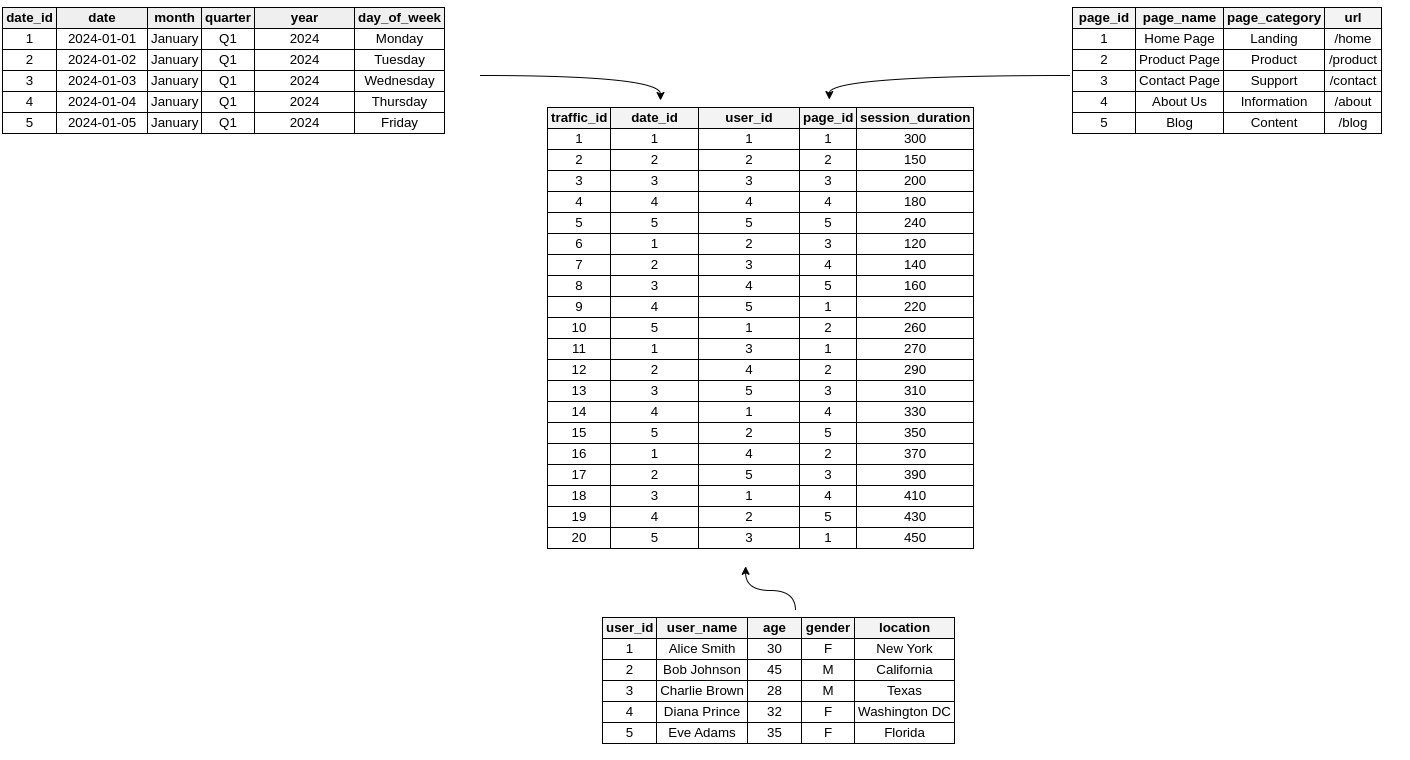 date_id date month quarter year day_of_week
1 2024-01-01 January Q1 2024 Monday
2 2024-01-02 January Q1 2024 Tuesday
3 2024-01-03 January Q1 2024 Wednesday
4 2024-01-04 January Q1 2024 Thursday
5 2024-01-05 January Q1 2024 Friday
page_id page_name page_category url
1 Home Page Landing /home
2 Product Page Product /product
3 Contact Page Support /contact
4 About Us Information /about
5 Blog Content /blog
traffic_id date_id user_id page_id session_duration
1 1 1 1 300
2 2 2 2 150
3 3 3 3 200
4 4 4 4 180
5 5 5 5 240
6 1 2 3 120
7 2 3 4 140
8 3 4 5 160
9 4 5 1 220
10 5 1 2 260
11 1 3 1 270
12 2 4 2 290
13 3 5 3 310
14 4 1 4 330
15 5 2 5 350
16 1 4 2 370
17 2 5 3 390
18 3 1 4 410
19 4 2 5 430
20 5 3 1 450
user_id user_name age gender location
1 Alice Smith 30 F New York
2 Bob Johnson 45 M California
3 Charlie Brown 28 M Texas
4 Diana Prince 32 F Washington DC
5 Eve Adams 35 F Florida